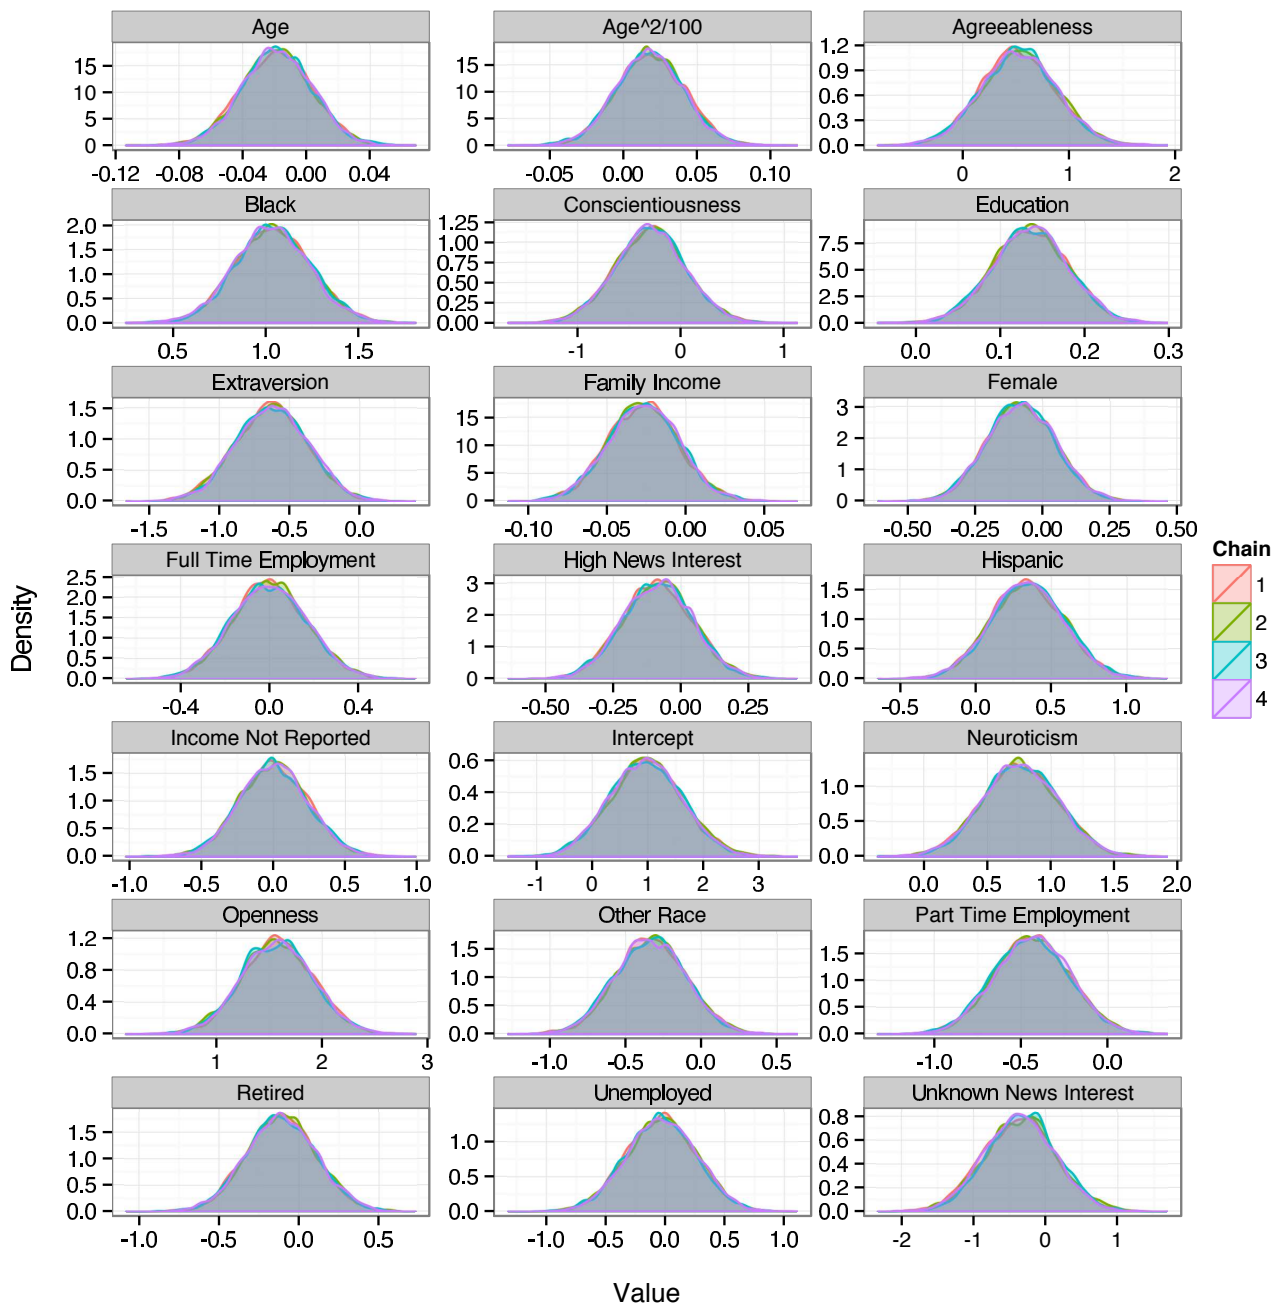 Age
Age^2/100
Agreeableness
15
10
5
0
-0.12 -0.08 -0.04 0.00 0.04
15
10
5
0
-0.05 0.00 0.05 0.10
1.2
0.9
0.6
0.3
0.0
0 1 2
Black
Conscientiousness
Education
2.0
1.5
1.0
0.5
0.0
0.5 1.0 1.5
1.25
1.00
0.75
0.50
0.25
0.00
-1 0 1
7.5
5.0
2.5
0.0
0.0 0.1 0.2 0.3
Extraversion
Family Income
Female
1.5
1.0
0.5
0.0
-1.5 -1.0 -0.5 0.0
15
10
5
0
-0.10 -0.05 0.00 0.05
3
2
1
0
-0.50 -0.25 0.00 0.25 0.50
Full Time Employment
High News Interest
Hispanic
2.5
2.0
1.5
1.0
0.5
0.0
-0.4 0.0 0.4
3
2
1
0
-0.50 -0.25 0.00 0.25
1.5
1.0
0.5
0.0
-0.5 0.0 0.5 1.0
Income Not Reported
Intercept
Neuroticism
1.5
1.0
0.5
0.0
-1.0 -0.5 0.0 0.5 1.0
0.6
0.4
0.2
0.0
-1 0 1 2 3
1.0
0.5
0.0
0.0 0.5 1.0 1.5 2.0
Openness
Other Race
Part Time Employment
1.2
0.8
0.4
0.0
1 2 3
1.5
1.0
0.5
0.0
-1.0 -0.5 0.0 0.5
1.5
1.0
0.5
0.0
-1.0 -0.5 0.0
Retired
Unemployed
Unknown News Interest
1.5
1.0
0.5
0.0
-1.0 -0.5 0.0 0.5
1.0
0.5
0.0
-1.0 -0.5 0.0 0.5 1.0
0.8
0.6
0.4
0.2
0.0
-2 -1 0 1
Density
Value
Chain
1
2
3
4